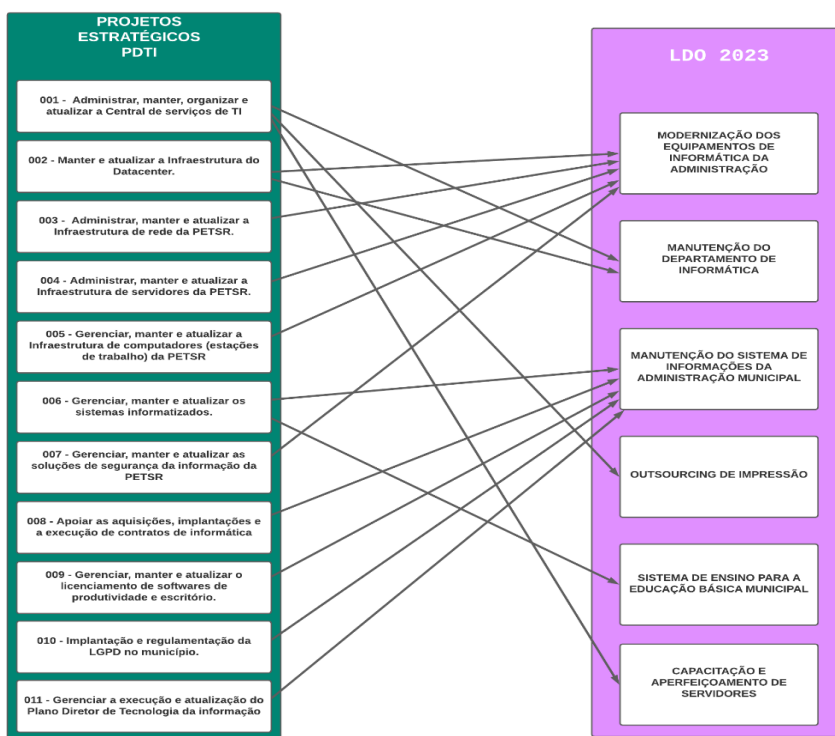 PROJETOS
ESTRATÉGICOS
PDTI
001 - Administrar, manter, organizar e
atualizar a Central de serviços de TI
002 - Manter e atualizar a Infraestrutura do
Datacenter.
003 - Administrar, manter e atualizar a
Infraestrutura de rede da PETSR.
004 - Administrar, manter e atualizar a
Infraestrutura de servidores da PETSR.
005 - Gerenciar, manter e atualizar a
Infraestrutura de computadores (estações
de trabalho) da PETSR
006 - Gerenciar, manter e atualizar os
sistemas informatizados.
007 - Gerenciar, manter e atualizar as
soluções de segurança da informação da
PETSR
008 - Apoiar as aquisições, implantações e
a execução de contratos de informática
009 - Gerenciar, manter e atualizar o
licenciamento de softwares de
produtividade e escritório.
010 - Implantação e regulamentação da
LGPD no município.
011 - Gerenciar a execução e atualização do
Plano Diretor de Tecnologia da informação
LDO 2023
MODERNIZAÇÃO DOS
EQUIPAMENTOS DE
INFORMÁTICA DA
ADMINISTRAÇÃO
MANUTENÇÃO DO
DEPARTAMENTO DE
INFORMÁTICA
MANUTENÇÃO DO SISTEMA DE
INFORMAÇÕES DA
ADMINISTRAÇÃO MUNICIPAL
OUTSOURCING DE IMPRESSÃO
SISTEMA DE ENSINO PARA A
EDUCAÇÃO BÁSICA MUNICIPAL
CAPACITAÇÃO E
APERFEIÇOAMENTO DE
SERVIDORES